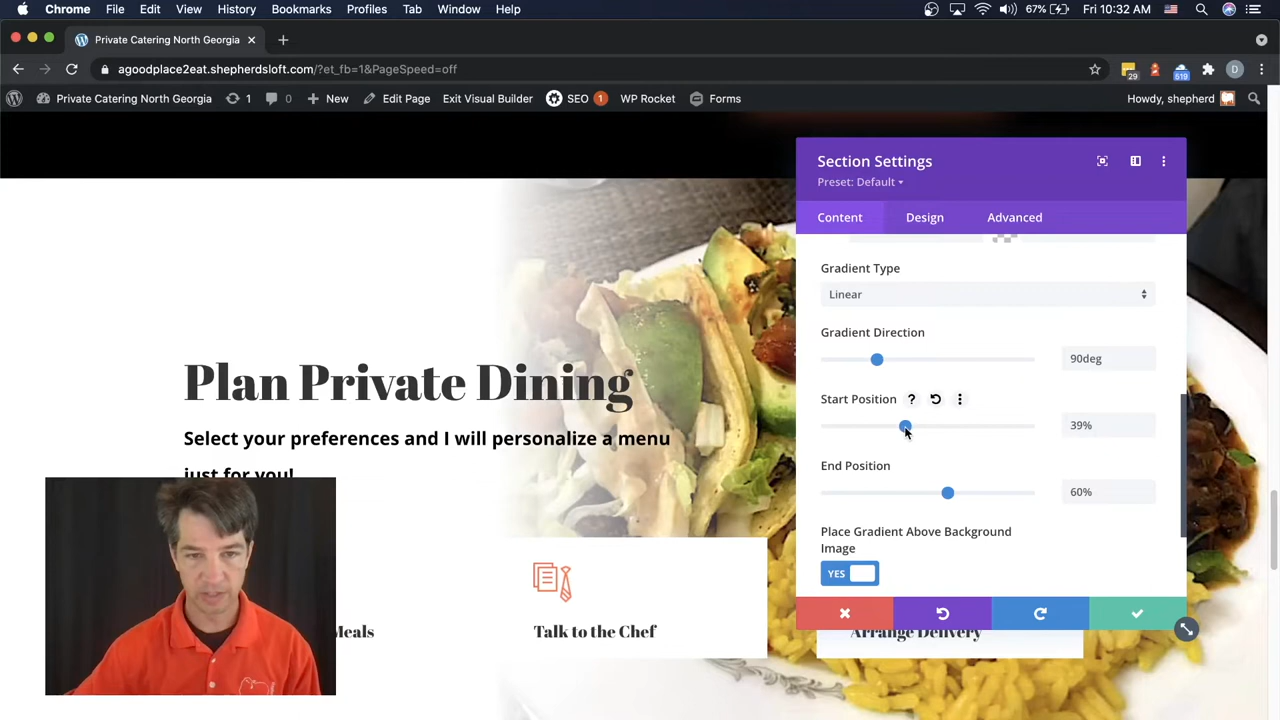 Chrome File Edit View History Bookmarks Profiles Tab Window Help 67% Fri 10:32 AM
Private Catering North Georgia
agoodplace2eat.shepherdsloft.com/?et_fb=1&PageSpeed=off 29 519 D
Private Catering North Georgia 1 0 New Edit Page Exit Visual Builder SEO 1 WP Rocket Forms Howdy, shepherd
Section Settings
Preset: Default
Content Design Advanced
Gradient Type
Linear
Gradient Direction
90deg
Start Position ?
39%
End Position
60%
Place Gradient Above Background
Image
YES
Plan Private Dining
Select your preferences and I will personalize a menu
just for you!
Meals
Talk to the Chef
Arrange Delivery